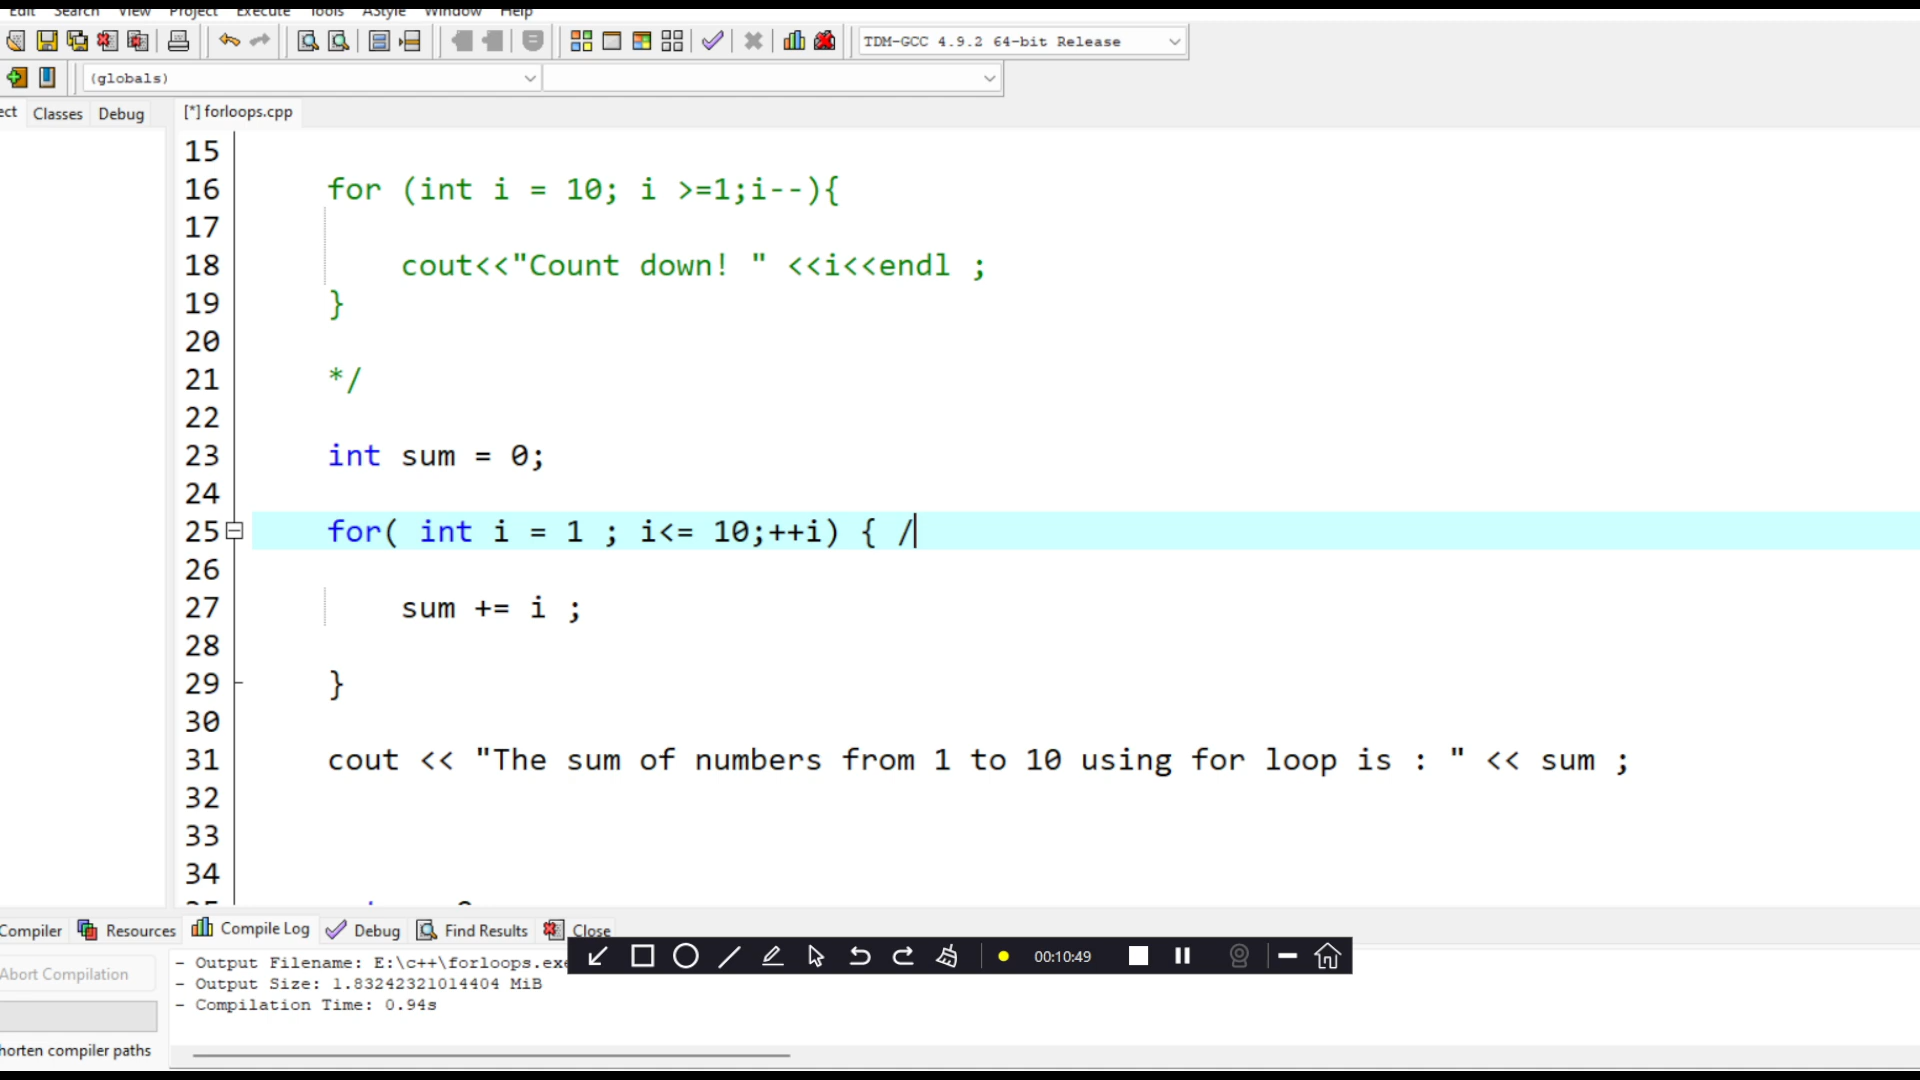 Edit Search View Project Execute Tools AStyle Window Help
TDM-GCC 4.9.2 64-bit Release
(globals)
ect Classes Debug [*] forloops.cpp
15
16 for (int i = 10; i >=1;i--){
17
18 cout<<"Count down! " <<i<<endl ;
19 }
20
21 */
22
23 int sum = 0;
24
25 for( int i = 1 ; i<= 10;++i) { /
26
27 sum += i ;
28
29 }
30
31 cout << "The sum of numbers from 1 to 10 using for loop is : " << sum ;
32
33
34
Compiler Resources Compile Log Debug Find Results Close
Abort Compilation
- Output Filename: E:\c++\forloops.exe
- Output Size: 1.83242321014404 MiB
- Compilation Time: 0.94s
00:10:49
horten compiler paths